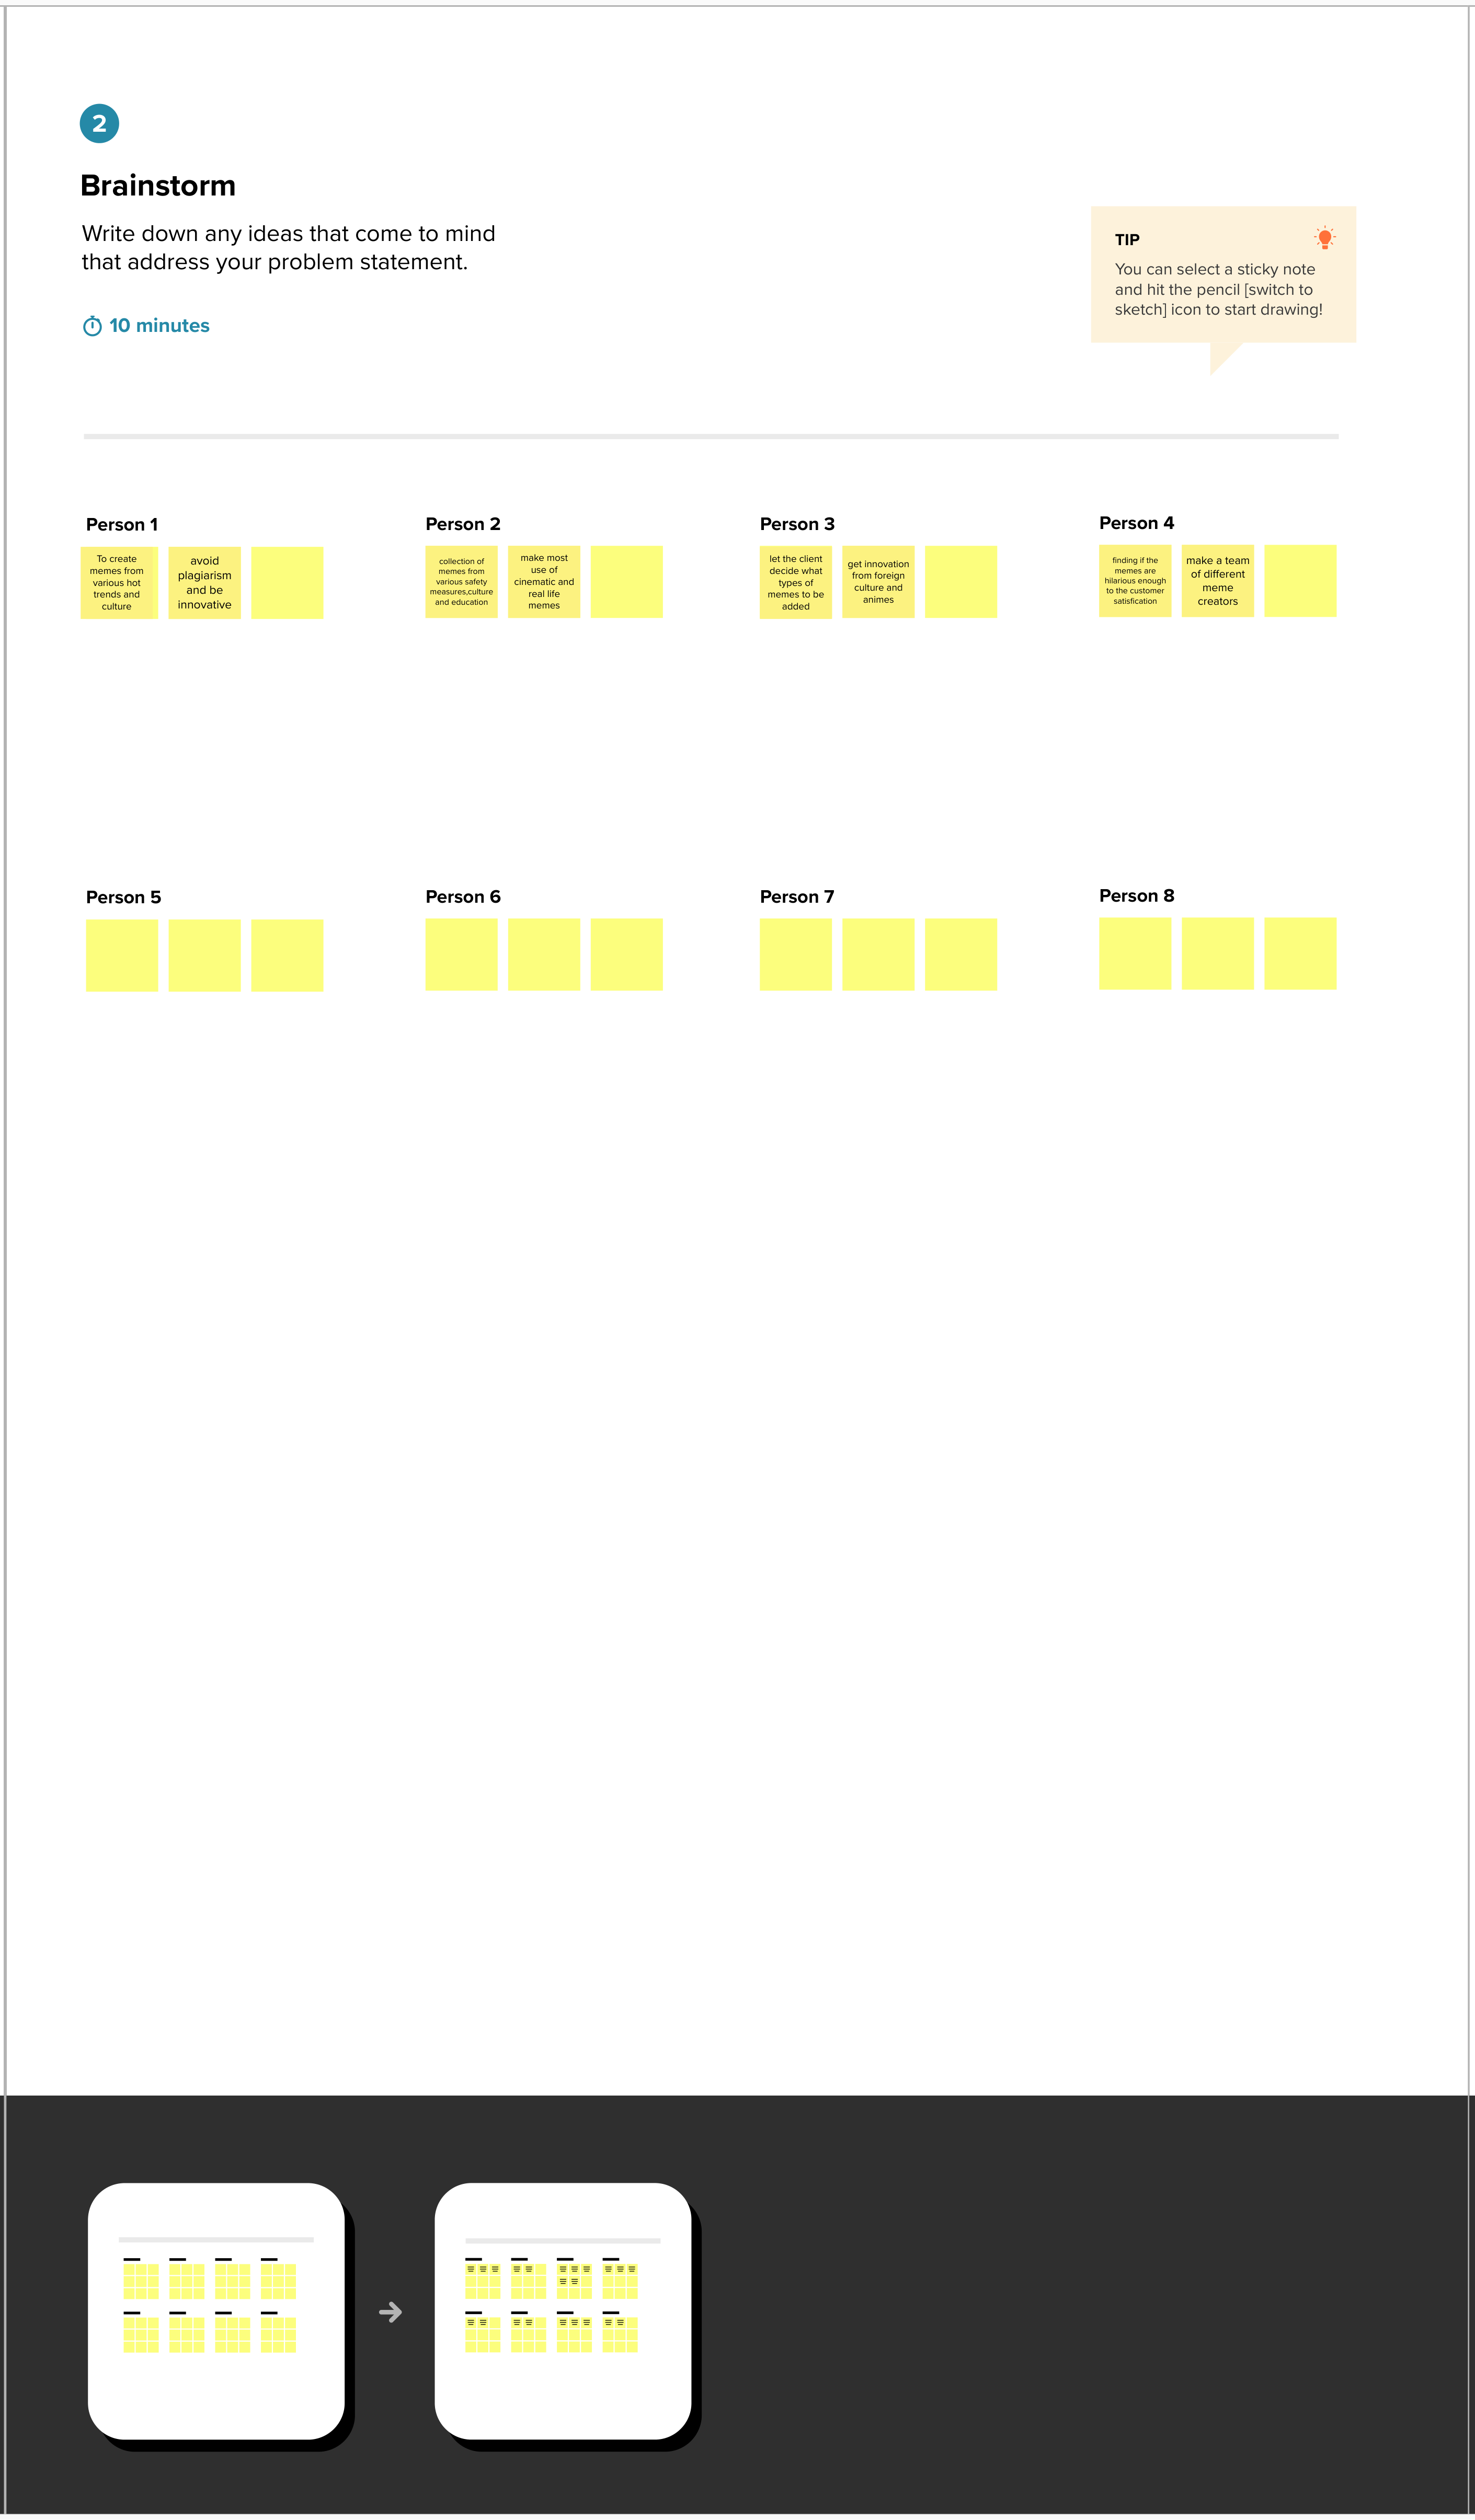 2
Brainstorm
Write down any ideas that come to mind
that address your problem statement.
10 minutes
TIP
You can select a sticky note
and hit the pencil [switch to
sketch] icon to start drawing!
Person 1
To create
memes from
various hot
trends and
culture
avoid
plagiarism
and be
innovative
Person 2
collection of
memes from
various safety
measures,culture
and education
make most
use of
cinematic and
real life
memes
Person 3
let the client
decide what
types of
memes to be
added
get innovation
from foreign
culture and
animes
Person 4
finding if the
memes are
hilarious enough
to the customer
satisfication
make a team
of different
meme
creators
Person 5
Person 6
Person 7
Person 8